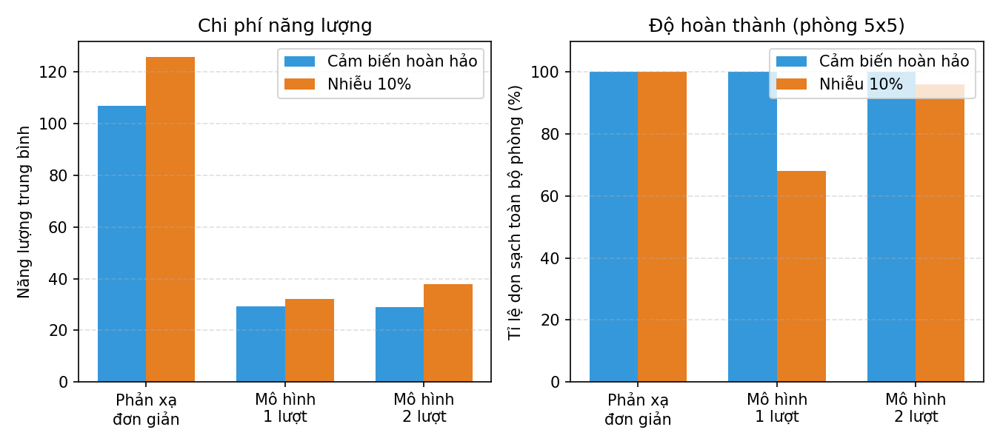 Chi phí năng lượng
Năng lượng trung bình
120
100
80
60
40
20
0
Cảm biến hoàn hảo
Nhiễu 10%
Phản xạ
đơn giản
Mô hình
1 lượt
Mô hình
2 lượt
Độ hoàn thành (phòng 5x5)
Tỉ lệ dọn sạch toàn bộ phòng (%)
100
80
60
40
20
0
Cảm biến hoàn hảo
Nhiễu 10%
Phản xạ
đơn giản
Mô hình
1 lượt
Mô hình
2 lượt